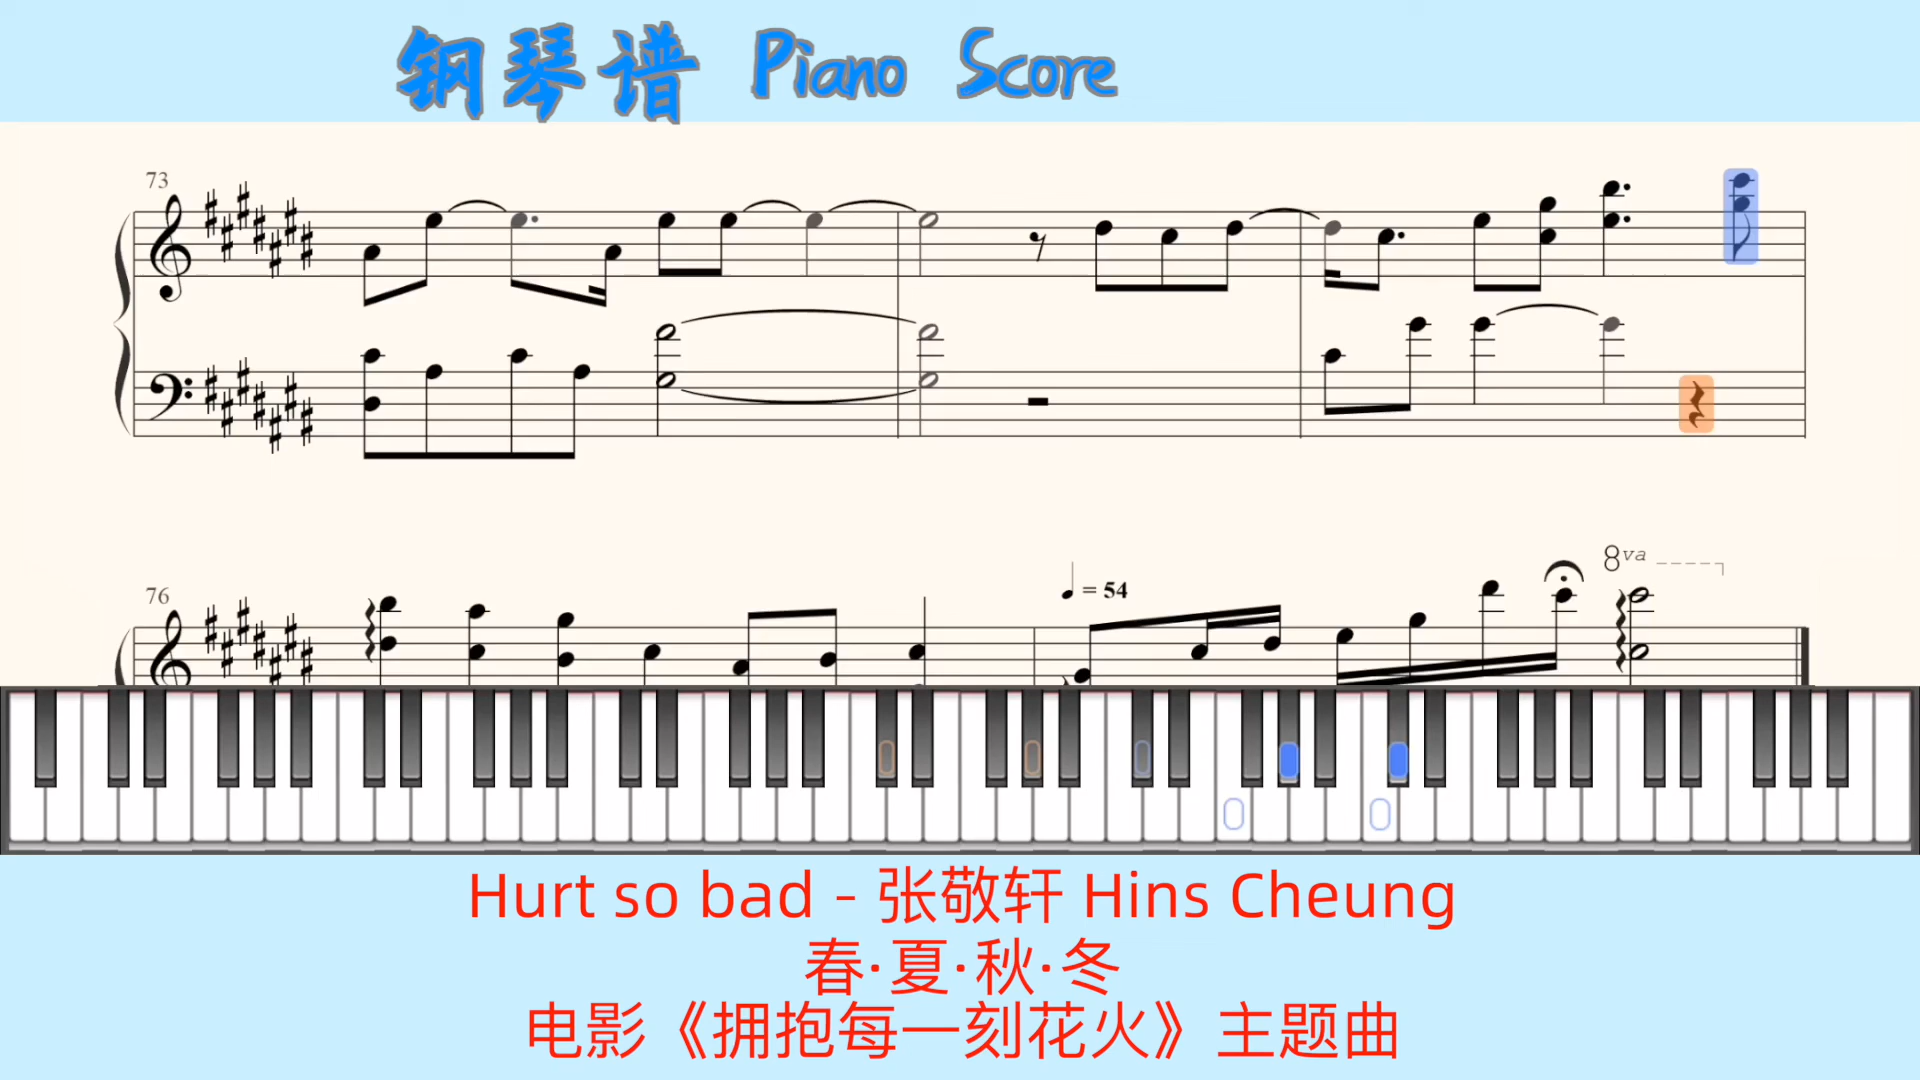 钢琴谱 Piano Score
73
76
= 54
8va
Hurt so bad - 张敬轩 Hins Cheung
春·夏·秋·冬
电影《拥抱每一刻花火》主题曲